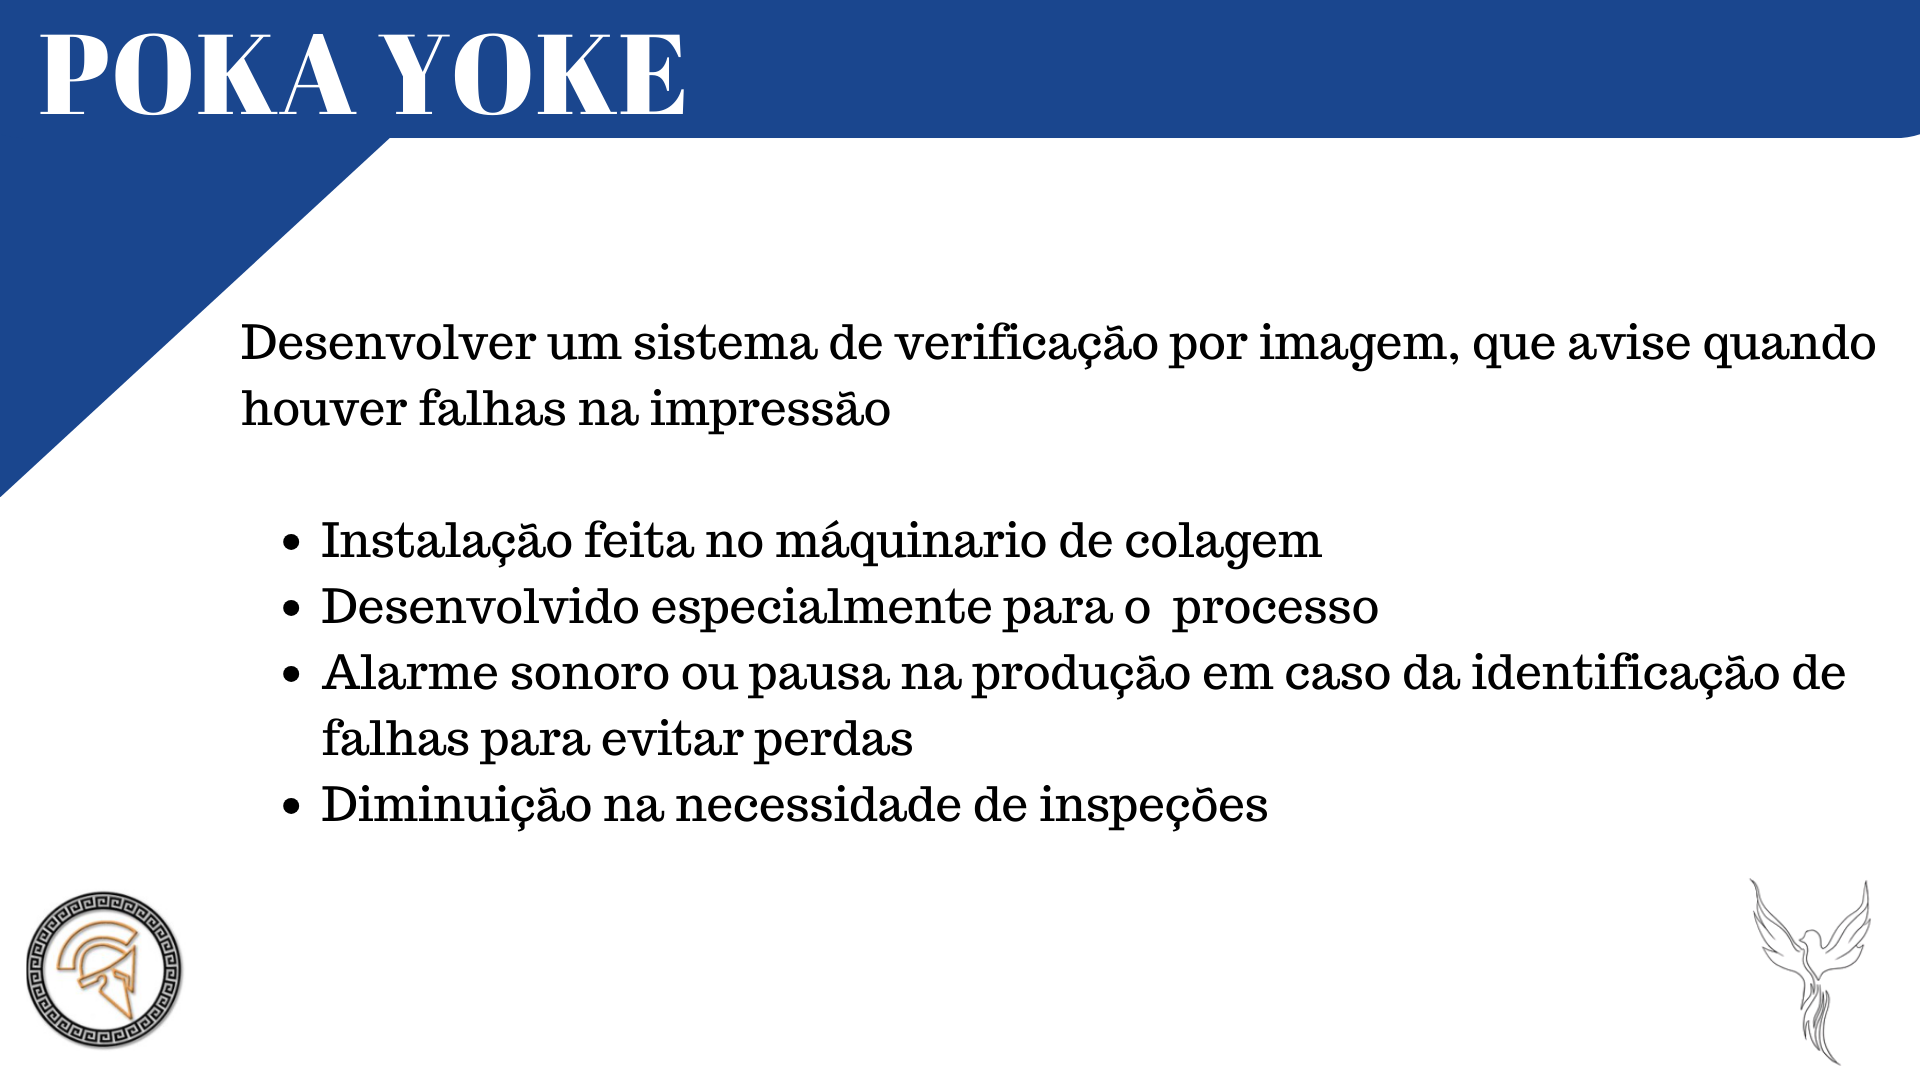 POKA YOKE
Desenvolver um sistema de verificação por imagem, que avise quando
houver falhas na impressão
• Instalação feita no máquinario de colagem
• Desenvolvido especialmente para o  processo
• Alarme sonoro ou pausa na produção em caso da identificação de
falhas para evitar perdas
• Diminuição na necessidade de inspeções